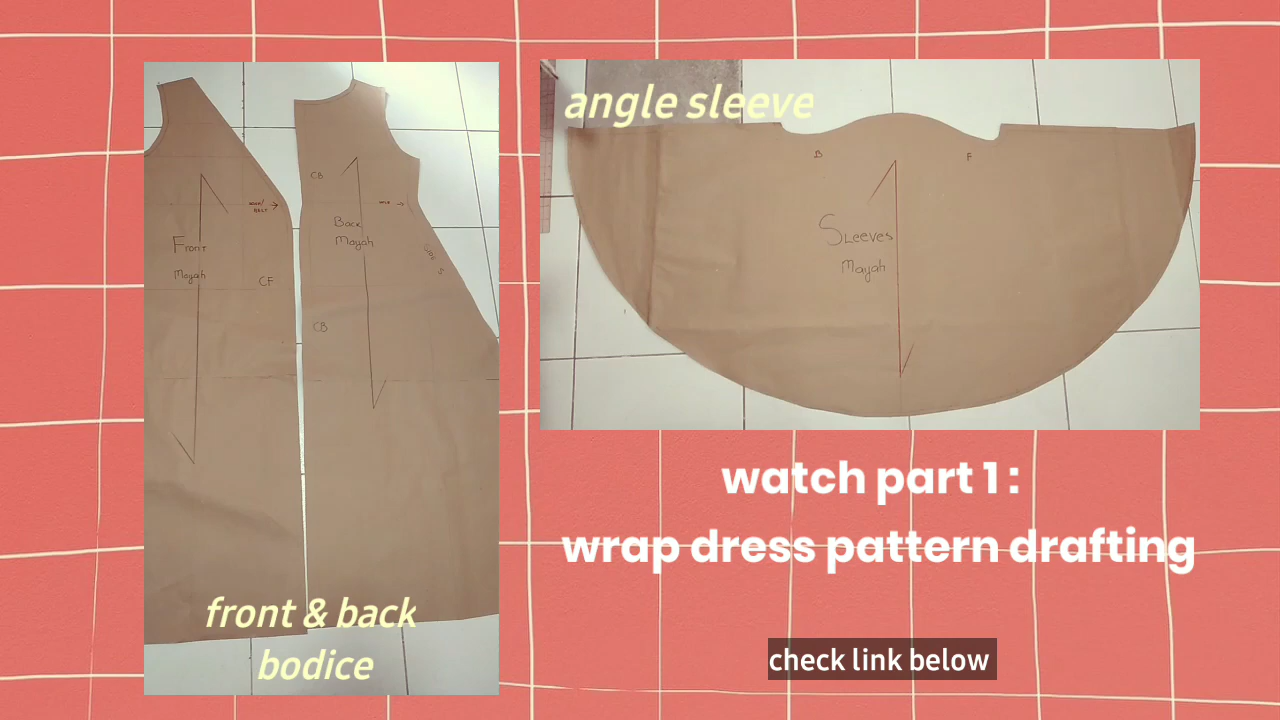 angle sleeve
B
F
Sleeves
Mayah
CB
Back
Mayah
CB
Front
Mayah
CF
front & back
bodice
watch part 1 :
wrap dress pattern drafting
check link below